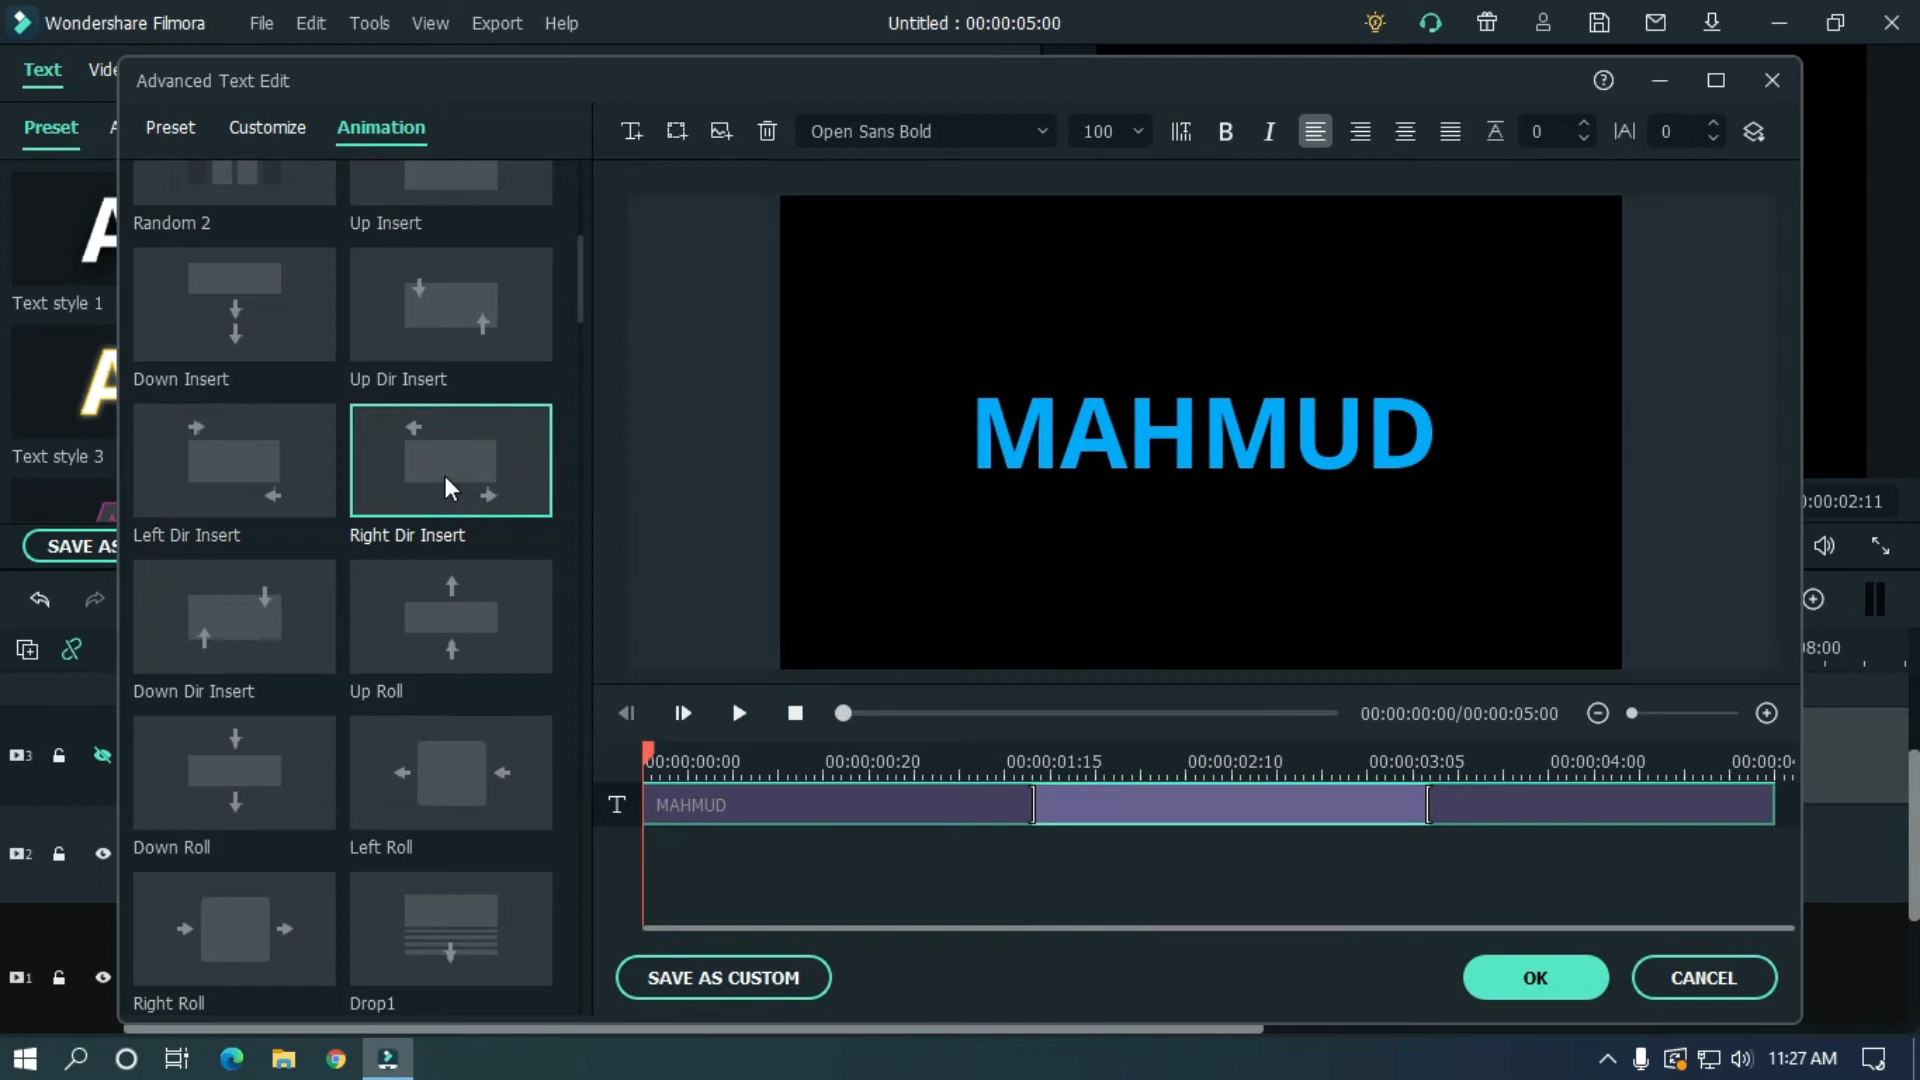 Wondershare Filmora File Edit Tools View Export Help Untitled : 00:00:05:00
Text
Advanced Text Edit
Preset
Preset Customize Animation
Open Sans Bold 100 B I 0 0
Random 2 Up Insert
Text style 1
Down Insert Up Dir Insert
MAHMUD
Text style 3
:00:02:11
Left Dir Insert Right Dir Insert
SAVE AS
Down Dir Insert Up Roll
00:00:00:00/00:00:05:00
00:00:00:00 00:00:00:20 00:00:01:15 00:00:02:10 00:00:03:05 00:00:04:00
3
T MAHMUD
Down Roll Left Roll
2
SAVE AS CUSTOM OK CANCEL
1
Right Roll Drop1
11:27 AM